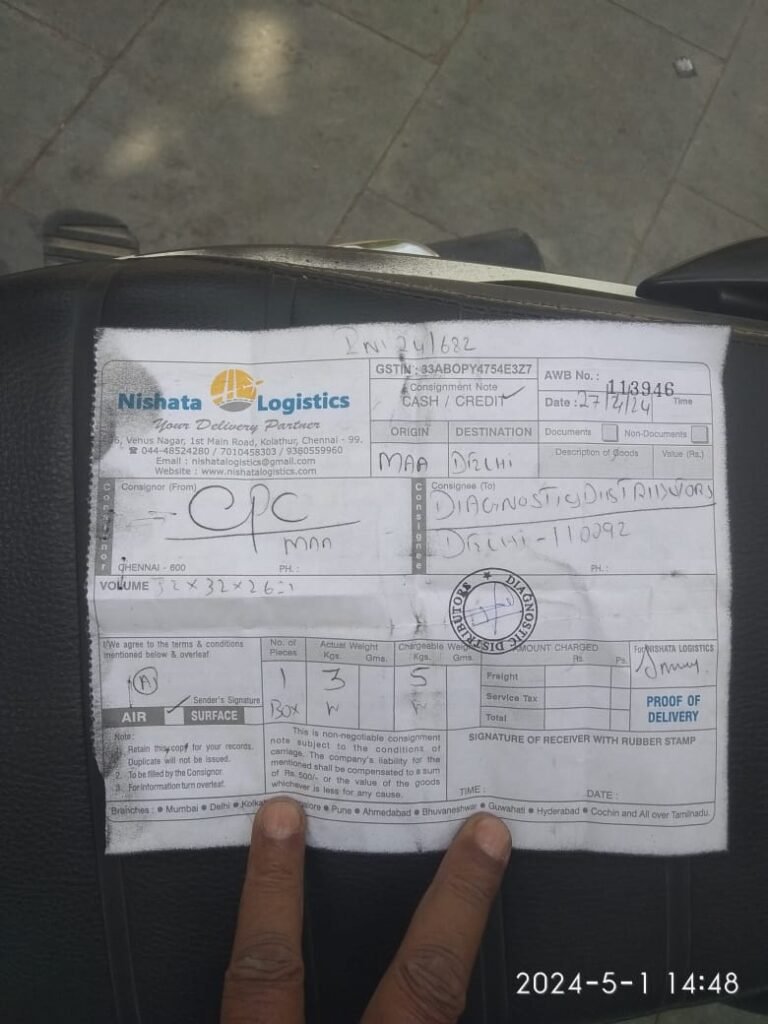 INV 24/682
GSTIN : 33ABOPY4754E3Z7
Consignment Note
CASH / CREDIT
AWB No. : 113946
Date : 27/4/24 Time
Nishata Logistics
Your Delivery Partner
Venus Nagar, 1st Main Road, Kolathur, Chennai - 99.
☎ 044-48524280 / 7010458303 / 9380559960
Email : nishatalogistics@gmail.com
Website : www.nishatalogistics.com
ORIGIN DESTINATION
MAA DELHI
Documents Non-Documents
Description of Goods Value (Rs.)
Consignor
Consignor (From)
CPC
MAA
CHENNAI - 600 PH. :
Consignee
Consignee (To)
DIAGNOSTIC DISTRIBUTORS
DELHI - 110092
PH. :
VOLUME 32 x 32 x 26 = 1
★ DIAGNOSTIC DISTRIBUTORS
I/We agree to the terms & conditions
mentioned below & overleaf
A
Sender's Signature
AIR SURFACE
No. of Pieces
1
BOX
Actual Weight
Kgs. Gms.
3
Chargeable Weight
Kgs. Gms.
5
AMOUNT CHARGED
Rs. Ps.
Freight
Service Tax
Total
For NISHATA LOGISTICS
PROOF OF
DELIVERY
Note:
1. Retain this copy for your records.
Duplicate will not be issued.
2. To be filled by the Consignor.
3. For information turn overleaf.
This is non-negotiable consignment
note subject to the conditions of
carriage. The company's liability for the
mentioned shall be compensated to a sum
of Rs.500/- or the value of the goods
whichever is less for any cause.
SIGNATURE OF RECEIVER WITH RUBBER STAMP
TIME : DATE :
Branches : ● Mumbai ● Delhi ● Kolkata ● Pune ● Ahmedabad ● Bhuvaneshwar ● Guwahati ● Hyderabad ● Cochin and All over Tamilnadu.
2024-5-1 14:48